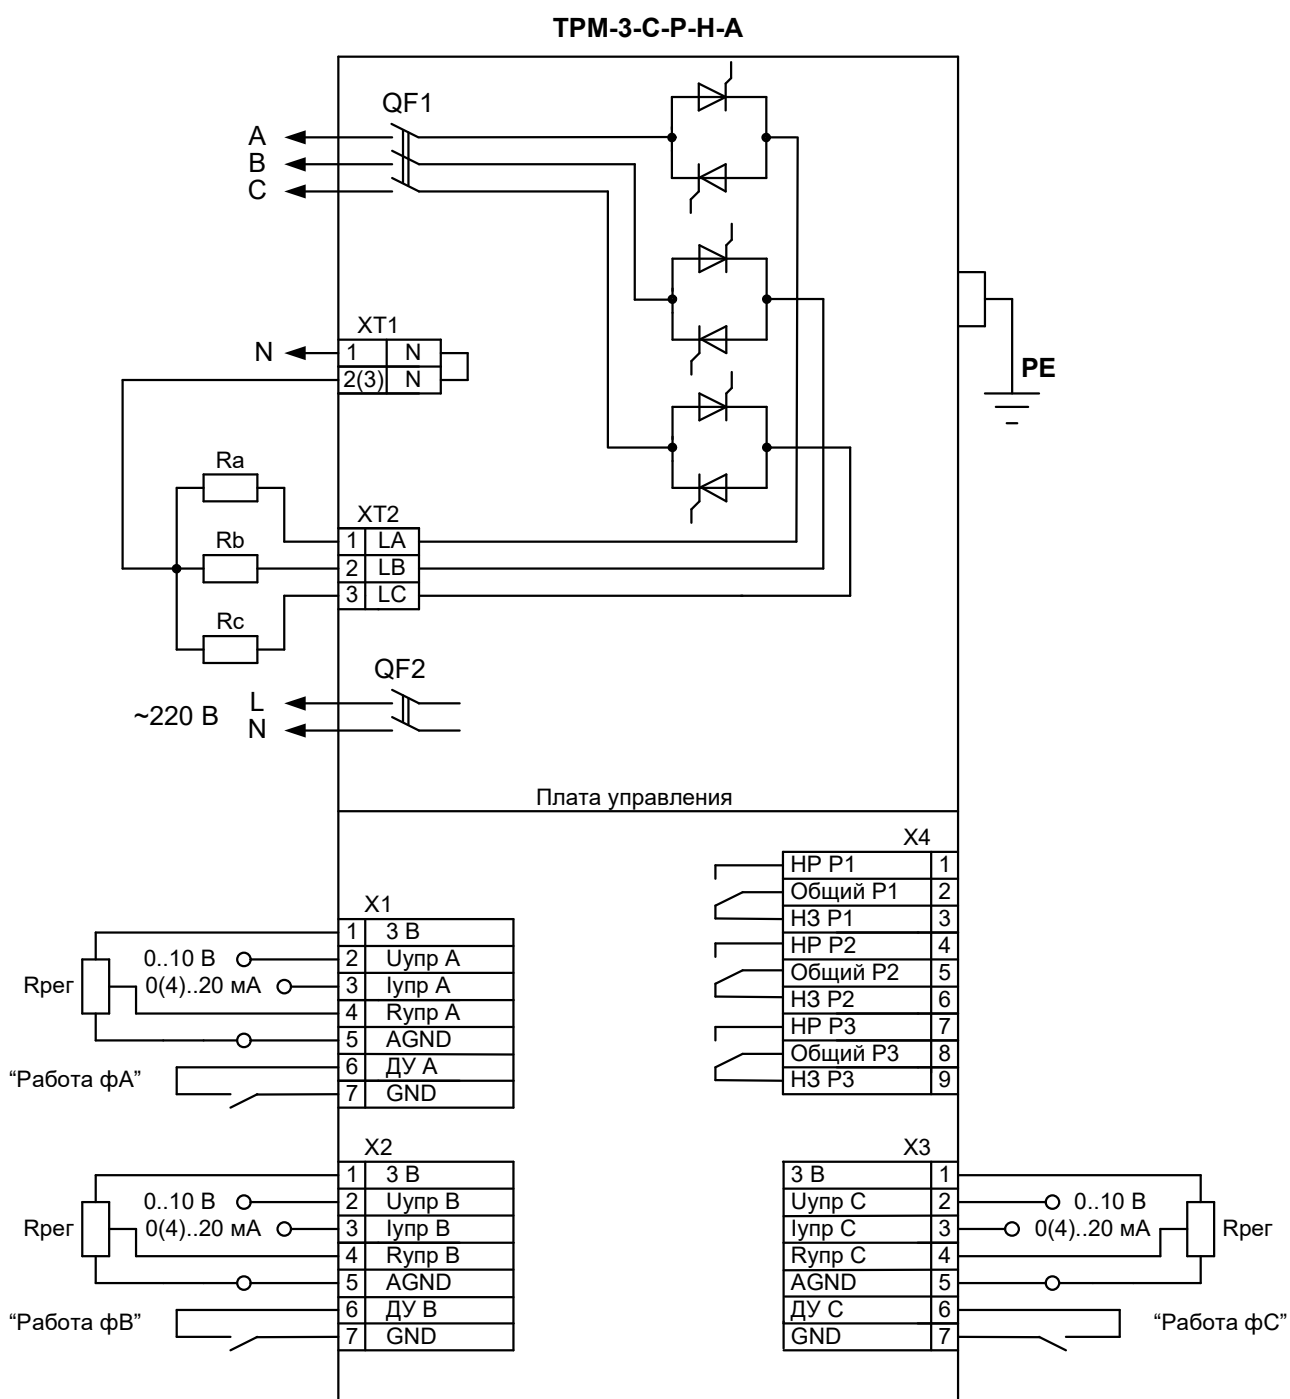 ТРМ-3-С-Р-Н-А
QF1
A
B
C
XT1
N
1 N
2(3) N
PE
Ra
XT2
1 LA
Rb
2 LB
3 LC
Rc
QF2
~220 В
L
N
Плата управления
X4
НР Р1 1
Общий Р1 2
НЗ Р1 3
НР Р2 4
Общий Р2 5
НЗ Р2 6
НР Р3 7
Общий Р3 8
НЗ Р3 9
X1
1 3 В
0..10 В 2 Uупр А
Rрег 0(4)..20 мА 3 Iупр А
4 Rупр А
5 AGND
“Работа фА” 6 ДУ А
7 GND
X2
1 3 В
0..10 В 2 Uупр В
Rрег 0(4)..20 мА 3 Iупр В
4 Rупр В
5 AGND
“Работа фВ” 6 ДУ В
7 GND
X3
3 В 1
Uупр С 2 0..10 В
Iупр С 3 0(4)..20 мА Rрег
Rупр С 4
AGND 5
ДУ С 6 “Работа фС”
GND 7